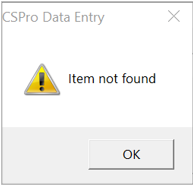 CSPro Data Entry
Item not found
OK